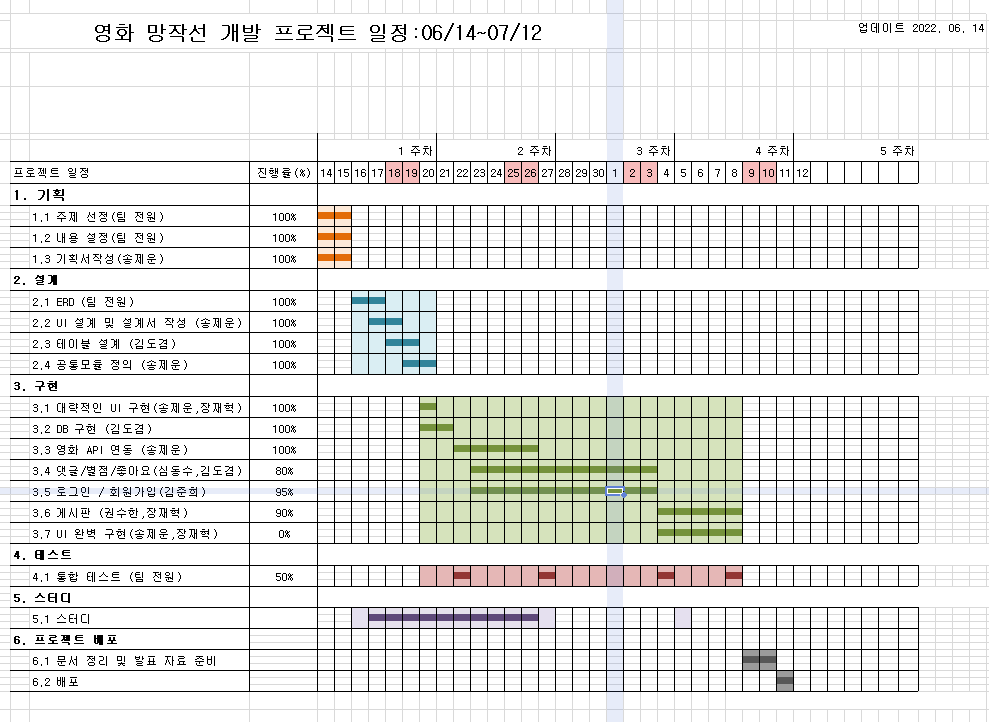 영화 망작선 개발 프로젝트 일정:06/14~07/12
업데이트 2022. 06. 14
1 주차 2 주차 3 주차 4 주차 5 주차
프로젝트 일정 진행율(%) 14 15 16 17 18 19 20 21 22 23 24 25 26 27 28 29 30 1 2 3 4 5 6 7 8 9 10 11 12
1. 기획
1.1 주제 선정(팀 전원) 100%
1.2 내용 설정(팀 전원) 100%
1.3 기획서작성(송제운) 100%
2. 설계
2.1 ERD (팀 전원) 100%
2.2 UI 설계 및 설계서 작성 (송제운) 100%
2.3 테이블 설계 (김도겸) 100%
2.4 공통모듈 정의 (송제운) 100%
3. 구현
3.1 대략적인 UI 구현(송제운,장재혁) 100%
3.2 DB 구현 (김도겸) 100%
3.3 영화 API 연동 (송제운) 100%
3.4 댓글/별점/좋아요(심동수,김도겸) 80%
3.5 로그인 / 회원가입(김준희) 95%
3.6 게시판 (권수한,장재혁) 90%
3.7 UI 완벽 구현(송제운,장재혁) 0%
4. 테스트
4.1 통합 테스트 (팀 전원) 50%
5. 스터디
5.1 스터디
6. 프로젝트 배포
6.1 문서 정리 및 발표 자료 준비
6.2 배포